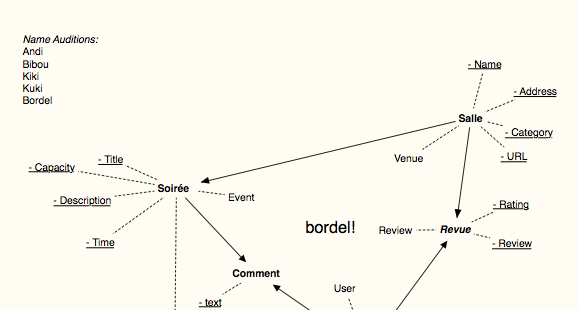 Name Auditions:
Andi
Bibou
Kiki
Kuki
Bordel
- Name
- Address
Salle
- Category
Venue
- URL
- Title
- Capacity
Soirée
- Description
Event
- Rating
bordel!
Review
Revue
- Time
- Review
Comment
User
- text